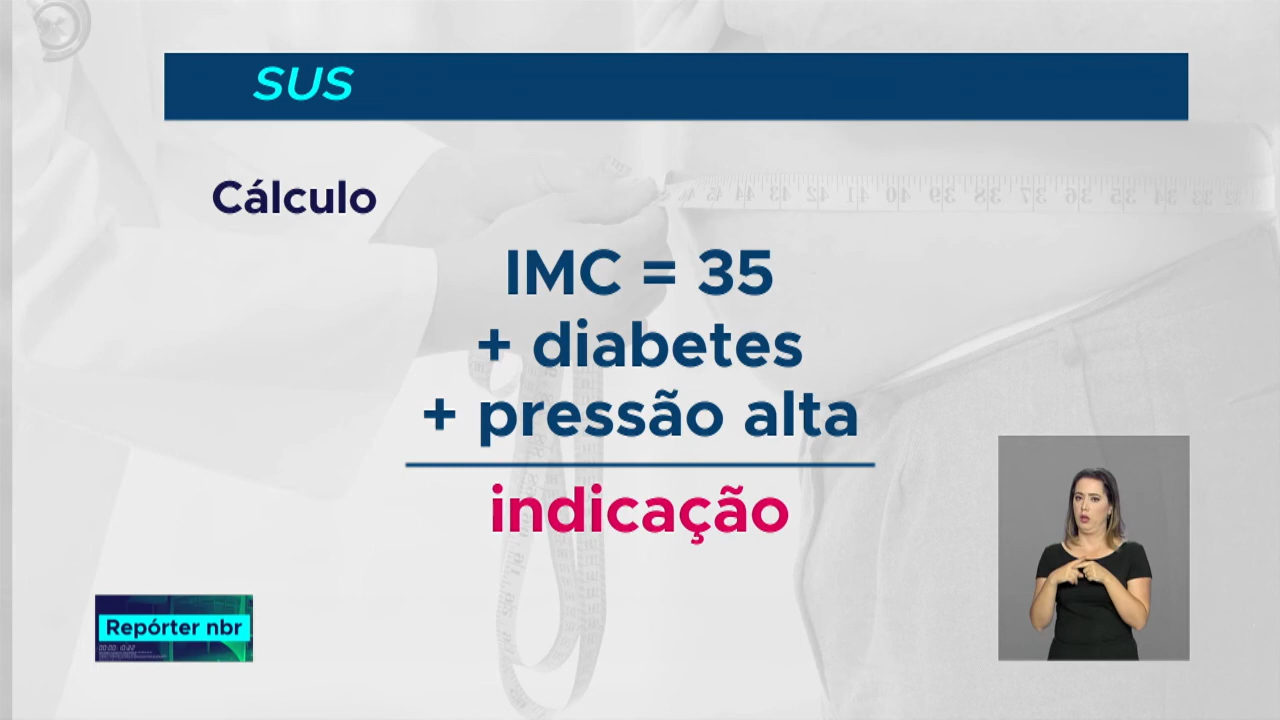 SUS
Cálculo
IMC = 35
+ diabetes
+ pressão alta
indicação
Repórter nbr